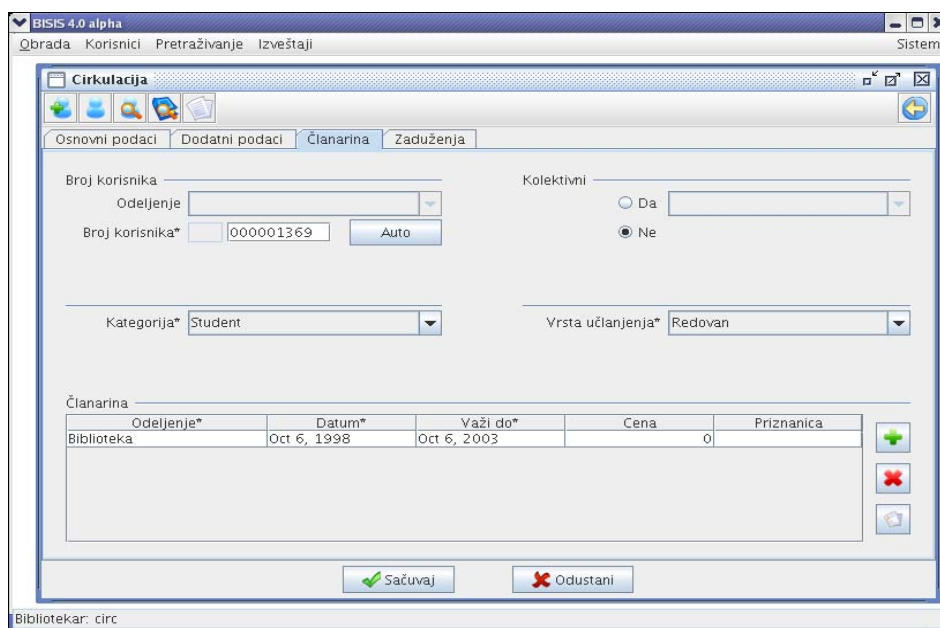 BISIS 4.0 alpha
Obrada Korisnici Pretraživanje Izveštaji Sistem
Cirkulacija
Osnovni podaci Dodatni podaci Članarina Zaduženja
Broj korisnika Kolektivni
Odeljenje Da
Broj korisnika* 000001369 Auto Ne
Kategorija* Student Vrsta učlanjenja* Redovan
Članarina
Odeljenje* Datum* Važi do* Cena Priznanica
Biblioteka Oct 6, 1998 Oct 6, 2003 0
Sačuvaj Odustani
Bibliotekar: circ